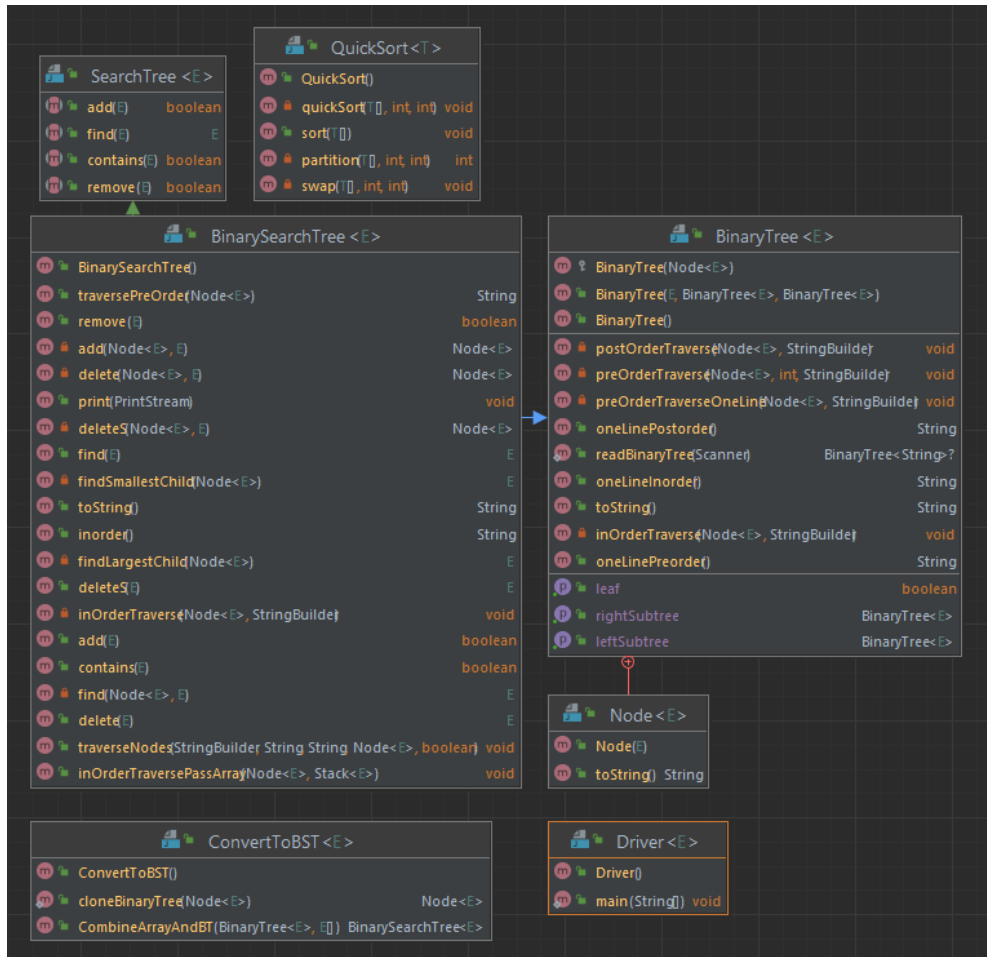 SearchTree <E>
add(E) boolean
find(E) E
contains(E) boolean
remove(E) boolean
QuickSort<T>
QuickSort()
quickSort(T[], int, int) void
sort(T[]) void
partition(T[], int, int) int
swap(T[], int, int) void
BinarySearchTree <E>
BinarySearchTree()
traversePreOrder(Node<E>) String
remove(E) boolean
add(Node<E>, E) Node<E>
delete(Node<E>, E) Node<E>
print(PrintStream) void
deleteS(Node<E>, E) Node<E>
find(E) E
findSmallestChild(Node<E>) E
toString() String
inorder() String
findLargestChild(Node<E>) E
deleteS(E) E
inOrderTraverse(Node<E>, StringBuilder) void
add(E) boolean
contains(E) boolean
find(Node<E>, E) E
delete(E) E
traverseNodes(StringBuilder, String, String, Node<E>, boolean) void
inOrderTraversePassArray(Node<E>, Stack<E>) void
BinaryTree <E>
BinaryTree(Node<E>)
BinaryTree(E, BinaryTree<E>, BinaryTree<E>)
BinaryTree()
postOrderTraverse(Node<E>, StringBuilder) void
preOrderTraverse(Node<E>, int, StringBuilder) void
preOrderTraverseOneLine(Node<E>, StringBuilder) void
oneLinePostorder() String
readBinaryTree(Scanner) BinaryTree<String>?
oneLineInorder() String
toString() String
inOrderTraverse(Node<E>, StringBuilder) void
oneLinePreorder() String
leaf boolean
rightSubtree BinaryTree<E>
leftSubtree BinaryTree<E>
Node<E>
Node(E)
toString() String
ConvertToBST <E>
ConvertToBST()
cloneBinaryTree(Node<E>) Node<E>
CombineArrayAndBT(BinaryTree<E>, E[]) BinarySearchTree<E>
Driver<E>
Driver()
main(String[]) void